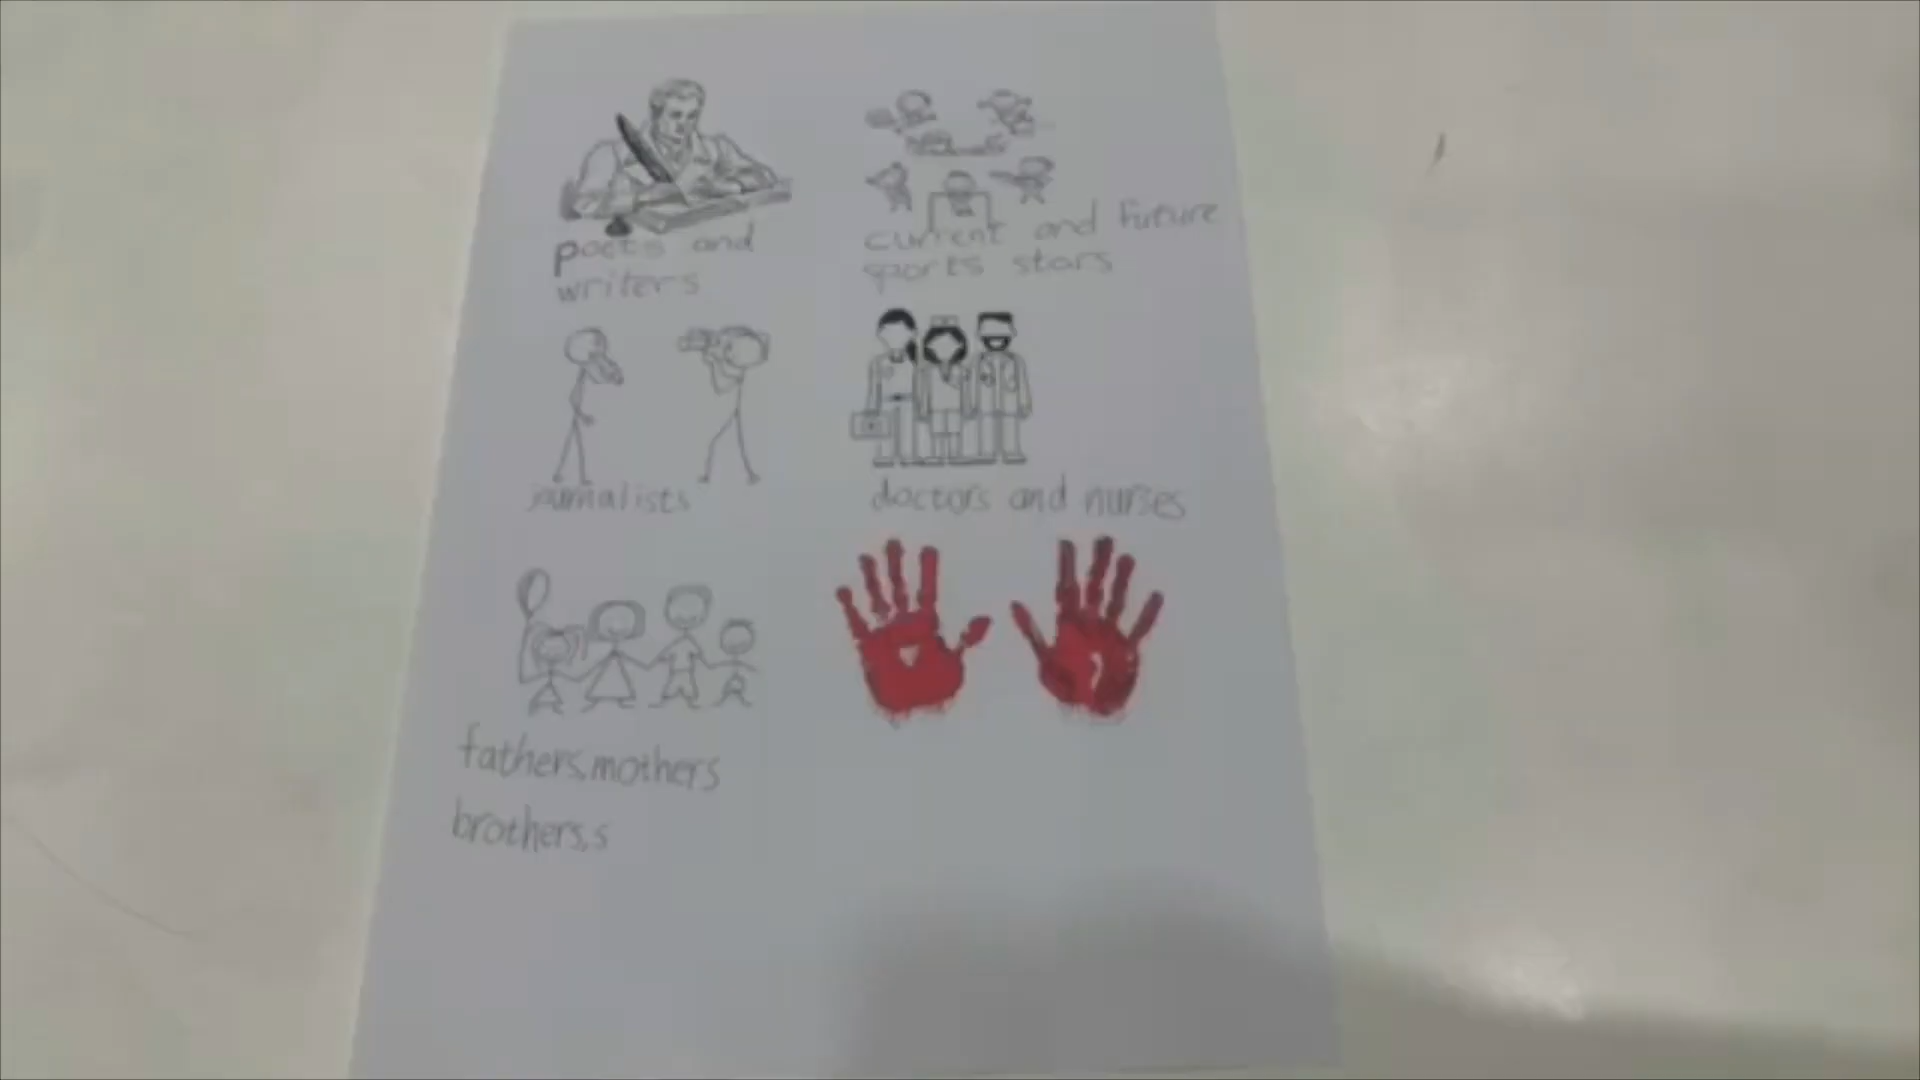 poets and
writers
current and future
sports stars
journalists
doctors and nurses
fathers,mothers
brothers,s